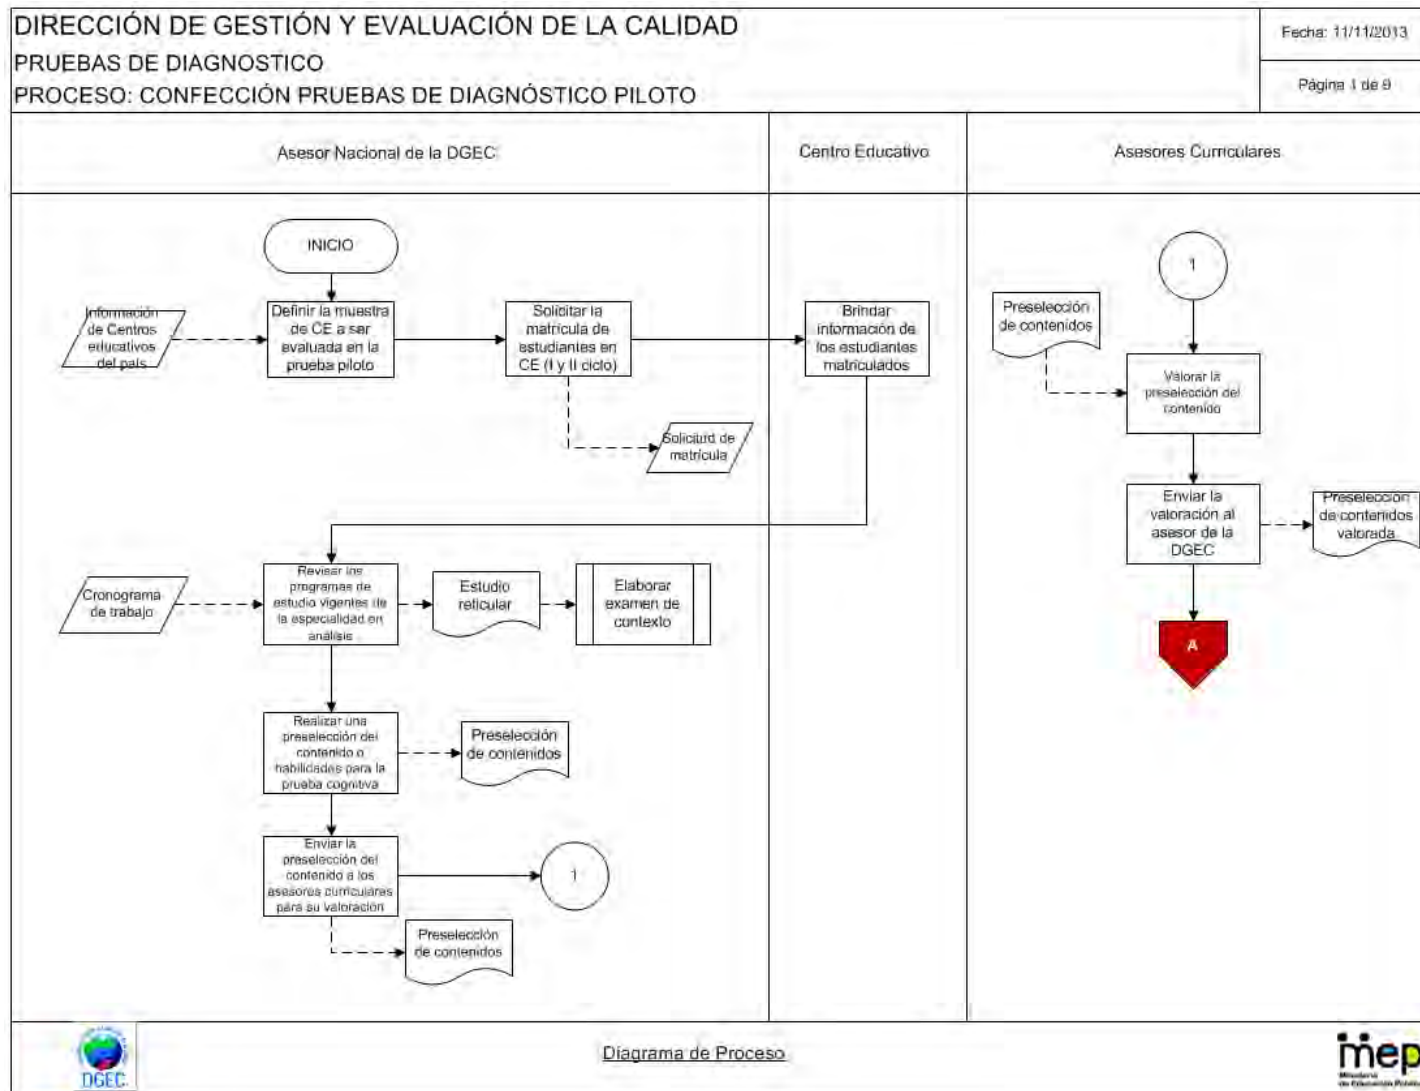 DIRECCIÓN DE GESTIÓN Y EVALUACIÓN DE LA CALIDAD
PRUEBAS DE DIAGNOSTICO
PROCESO: CONFECCIÓN PRUEBAS DE DIAGNÓSTICO PILOTO
Fecha: 11/11/2013
Página 1 de 9
Asesor Nacional de la DGEC
Centro Educativo
Asesores Curriculares
INICIO
Información
de Centros
educativos
del país
Definir la muestra
de CE a ser
evaluada en la
prueba piloto
Solicitar la
matrícula de
estudiantes en
CE (I y II ciclo)
Brindar
información de
los estudiantes
matriculados
Solicitud de
matrícula
Cronograma
de trabajo
Revisar los
programas de
estudio vigentes de
la especialidad en
análisis
Estudio
reticular
Elaborar
examen de
contexto
Realizar una
preselección del
contenido o
habilidades para la
prueba cognitiva
Preselección
de contenidos
Enviar la
preselección del
contenido a los
asesores curriculares
para su valoración
1
Preselección
de contenidos
1
Preselección
de contenidos
Valorar la
preselección del
contenido
Enviar la
valoración al
asesor de la
DGEC
Preselección
de contenidos
valorada
A
DGEC
Diagrama de Proceso
mep
Ministerio
de Educación Pública